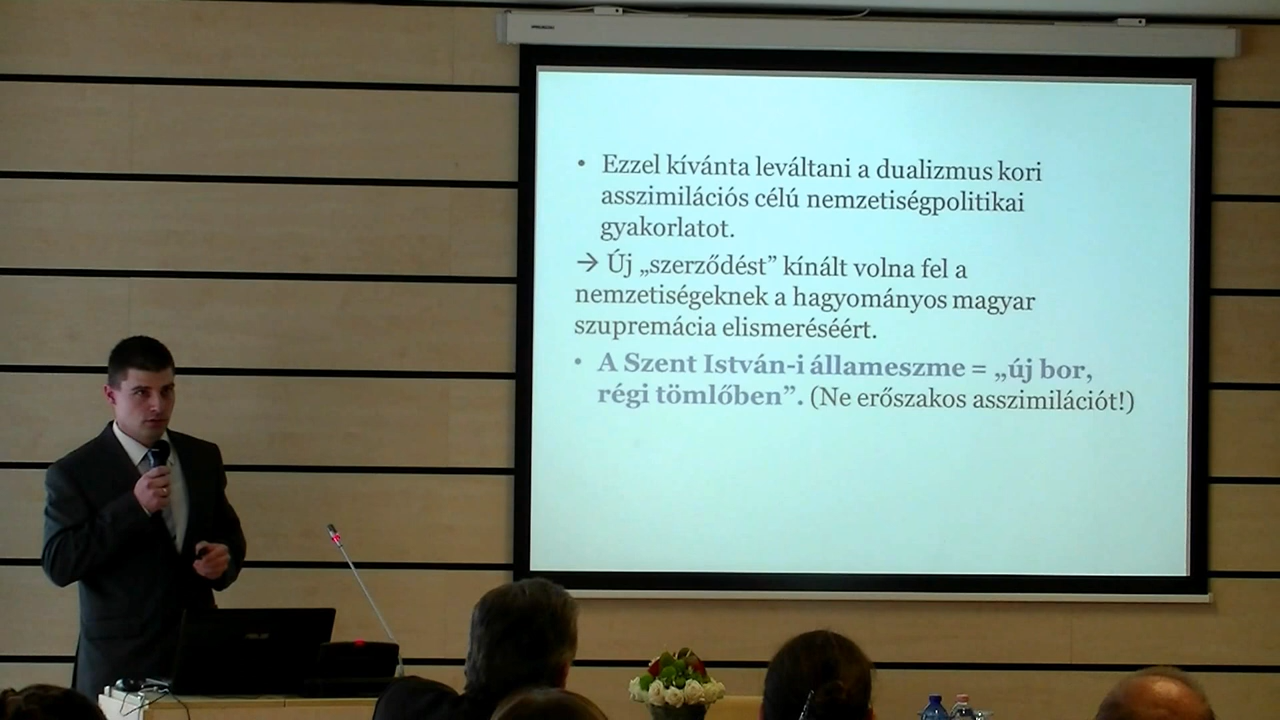 • Ezzel kívánta leváltani a dualizmus kori
asszimilációs célú nemzetiségpolitikai
gyakorlatot.
→ Új „szerződést” kínált volna fel a
nemzetiségeknek a hagyományos magyar
szupremácia elismeréséért.
• A Szent István-i állameszme = „új bor,
régi tömlőben”. (Ne erőszakos asszimilációt!)